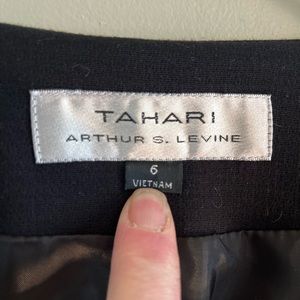 TAHARI
ARTHUR S. LEVINE
6
VIETNAM